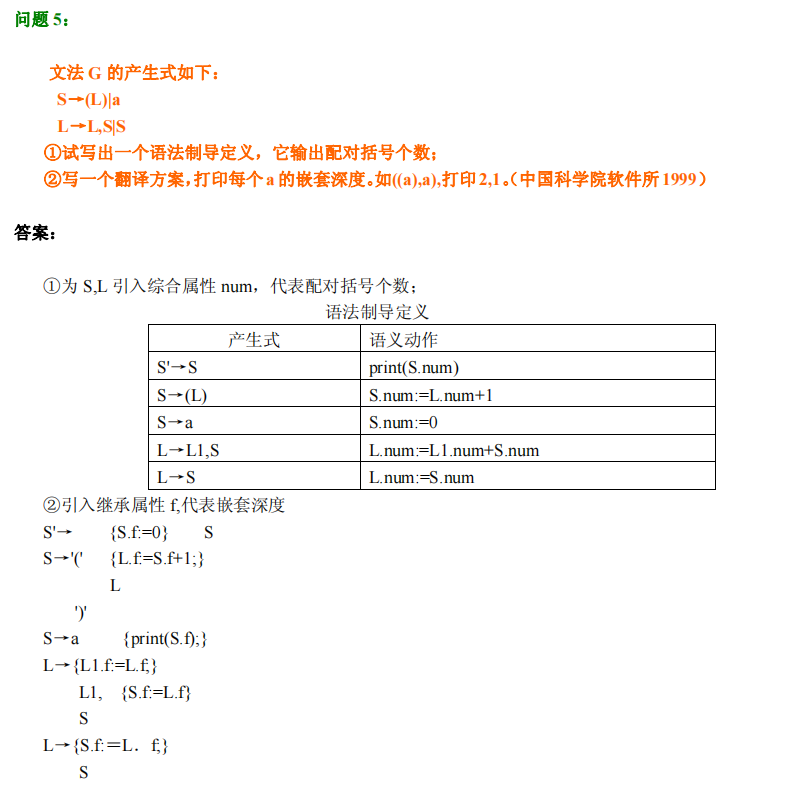 问题 5：
文法 G 的产生式如下：
S→(L)|a
L→L,S|S
①试写出一个语法制导定义，它输出配对括号个数；
②写一个翻译方案,打印每个 a 的嵌套深度。如((a),a),打印 2,1。（中国科学院软件所 1999）
答案：
①为 S,L 引入综合属性 num，代表配对括号个数；
语法制导定义
产生式 语义动作
S'→S print(S.num)
S→(L) S.num:=L.num+1
S→a S.num:=0
L→L1,S L.num:=L1.num+S.num
L→S L.num:=S.num
②引入继承属性 f,代表嵌套深度
S'→ {S.f:=0} S
S→'(' {L.f:=S.f+1;}
L
')'
S→a {print(S.f);}
L→{L1.f:=L.f;}
L1, {S.f:=L.f}
S
L→{S.f:＝L．f;}
S